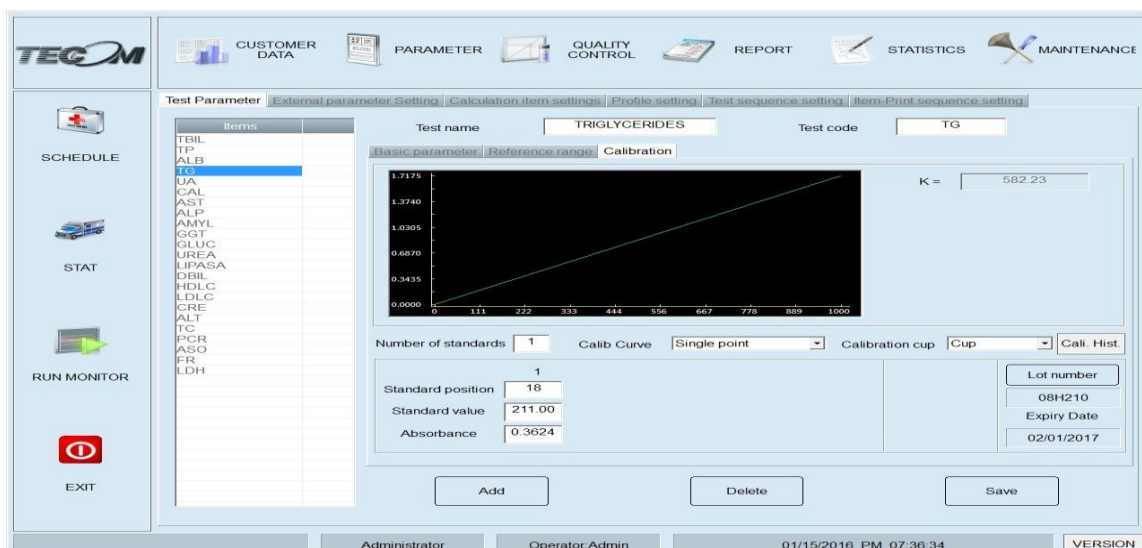 TECOM
CUSTOMER DATA
PARAMETER
QUALITY CONTROL
REPORT
STATISTICS
MAINTENANCE
SCHEDULE
STAT
RUN MONITOR
EXIT
Test Parameter External parameter Setting Calculation item settings Profile setting Test sequence setting Item-Print sequence setting
Items
TBIL
TP
ALB
TG
UA
CAL
AST
ALP
AMYL
GGT
GLUC
UREA
LIPASA
DBIL
HDLC
LDLC
CRE
ALT
TC
PCR
ASO
FR
LDH
Test name TRIGLYCERIDES Test code TG
Basic parameter Reference range Calibration
1.7175
1.3740
1.0305
0.6870
0.3435
0.0000
0 111 222 333 444 556 667 778 889 1000
K = 582.23
Number of standards 1 Calib Curve Single point Calibration cup Cup Cali. Hist.
1
Standard position 18
Standard value 211.00
Absorbance 0.3624
Lot number
08H210
Expiry Date
02/01/2017
Add Delete Save
Administrator Operator:Admin 01/15/2016 PM 07:36:34 VERSION